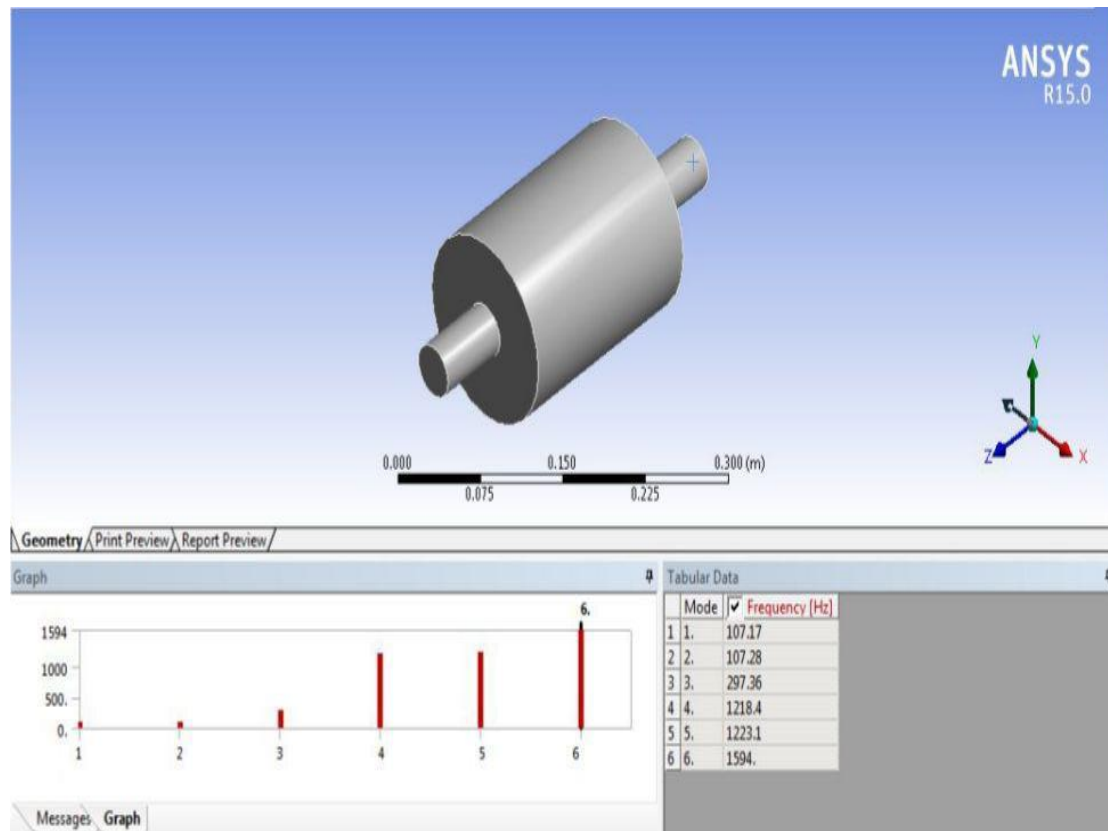 ANSYS
R15.0
Y
Z
X
0.000 0.150 0.300 (m)
0.075 0.225
Geometry Print Preview Report Preview
Graph
6.
1594
1000
500.
0.
1 2 3 4 5 6
Messages Graph
Tabular Data
Mode Frequency [Hz]
1 1. 107.17
2 2. 107.28
3 3. 297.36
4 4. 1218.4
5 5. 1223.1
6 6. 1594.